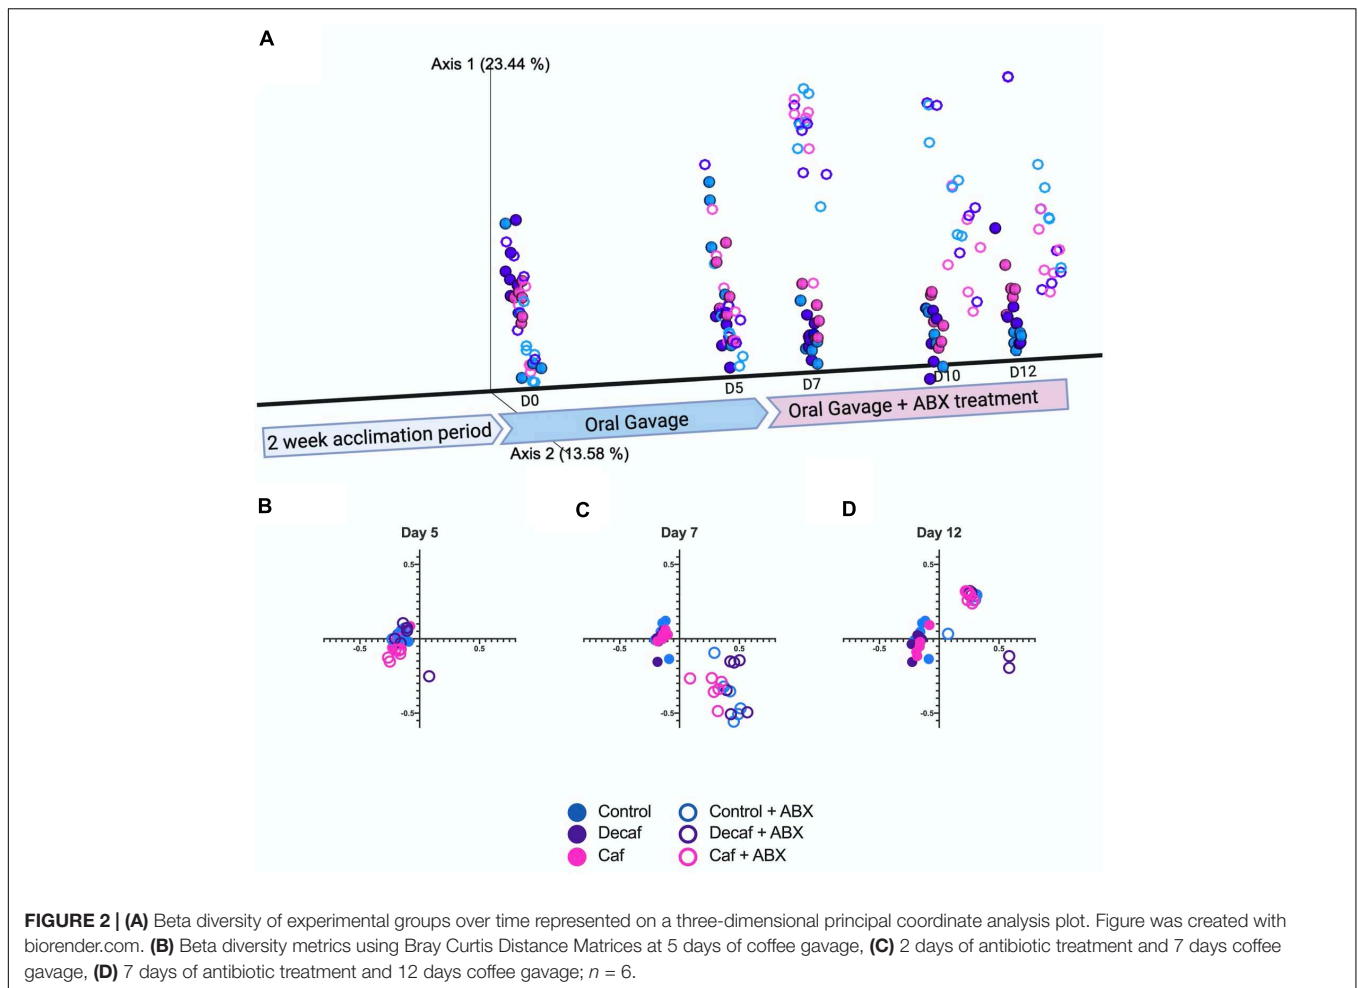 A
Axis 1 (23.44 %)
D0
D5
D7
D10
D12
2 week acclimation period
Oral Gavage
Oral Gavage + ABX treatment
Axis 2 (13.58 %)
B
Day 5
0.5
-0.5
0.5
-0.5
C
Day 7
0.5
-0.5
0.5
-0.5
D
Day 12
0.5
-0.5
0.5
-0.5
Control
Decaf
Caf
Control + ABX
Decaf + ABX
Caf + ABX
FIGURE 2 | (A) Beta diversity of experimental groups over time represented on a three-dimensional principal coordinate analysis plot. Figure was created with
biorender.com. (B) Beta diversity metrics using Bray Curtis Distance Matrices at 5 days of coffee gavage, (C) 2 days of antibiotic treatment and 7 days coffee
gavage, (D) 7 days of antibiotic treatment and 12 days coffee gavage; n = 6.